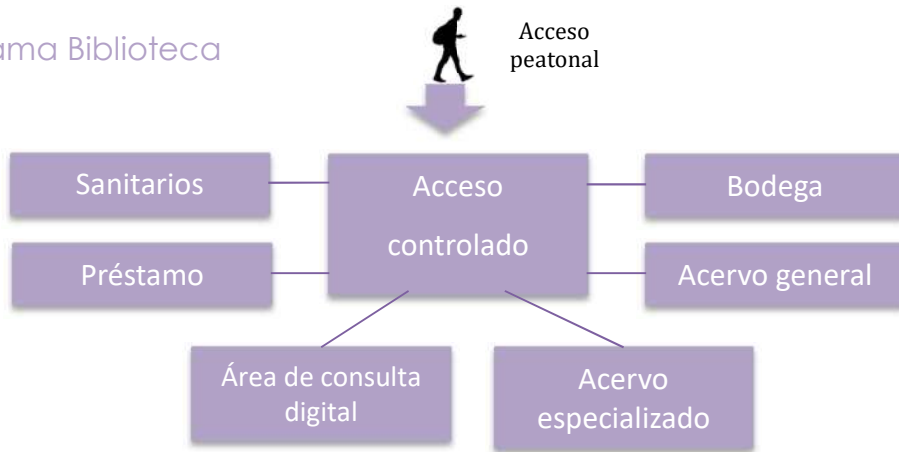 ama Biblioteca
Acceso
peatonal
Sanitarios
Acceso
controlado
Bodega
Préstamo
Acervo general
Área de consulta
digital
Acervo
especializado